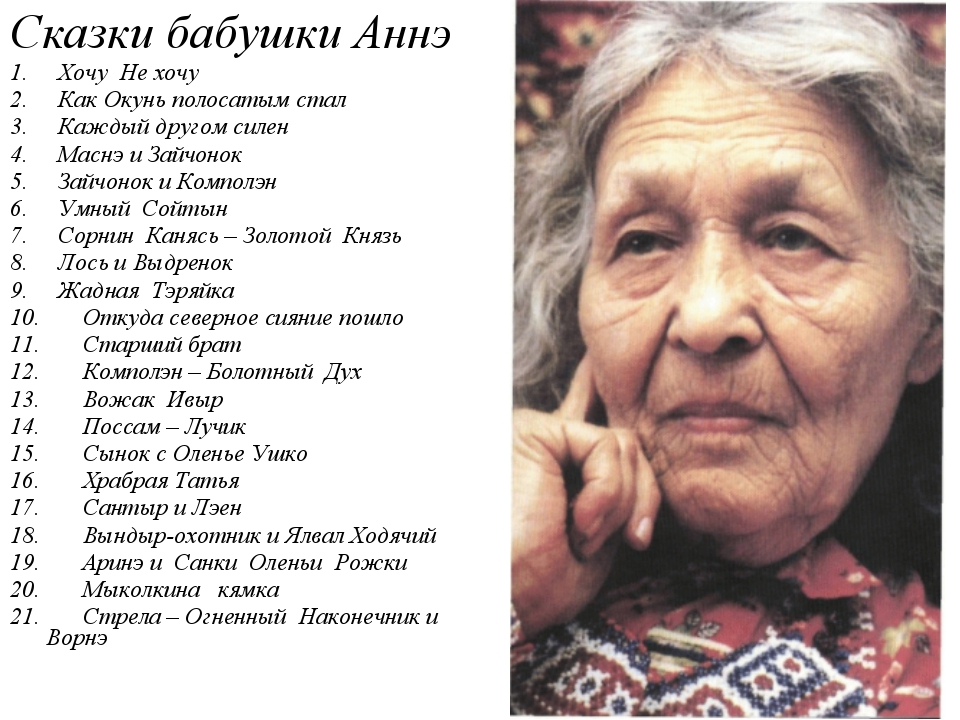 Сказки бабушки Аннэ
1. Хочу Не хочу
2. Как Окунь полосатым стал
3. Каждый другом силен
4. Маснэ и Зайчонок
5. Зайчонок и Комполэн
6. Умный Сойтын
7. Сорнин Канясь – Золотой Князь
8. Лось и Выдренок
9. Жадная Тэряйка
10. Откуда северное сияние пошло
11. Старший брат
12. Комполэн – Болотный Дух
13. Вожак Ивыр
14. Поссам – Лучик
15. Сынок с Оленье Ушко
16. Храбрая Татья
17. Сантыр и Лэен
18. Вындыр-охотник и Ялвал Ходячий
19. Аринэ и Санки Оленьи Рожки
20. Мыколкина кямка
21. Стрела – Огненный Наконечник и
Ворнэ